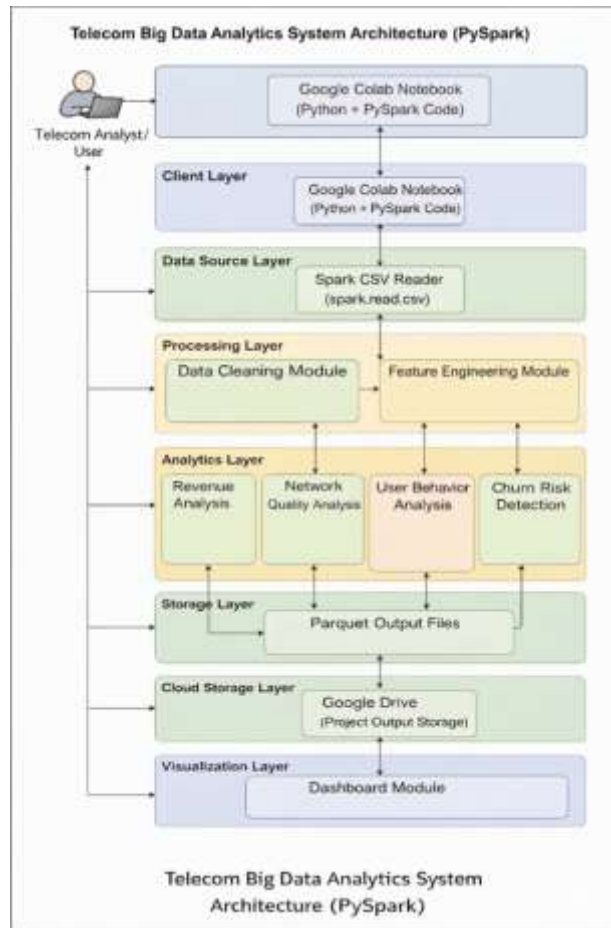 Telecom Big Data Analytics System Architecture (PySpark)
Telecom Analyst/
User
Google Colab Notebook
(Python + PySpark Code)
Client Layer
Google Colab Notebook
(Python + PySpark Code)
Data Source Layer
Spark CSV Reader
(spark.read.csv)
Processing Layer
Data Cleaning Module
Feature Engineering Module
Analytics Layer
Revenue
Analysis
Network
Quality Analysis
User Behavior
Analysis
Churn Risk
Detection
Storage Layer
Parquet Output Files
Cloud Storage Layer
Google Drive
(Project Output Storage)
Visualization Layer
Dashboard Module
Telecom Big Data Analytics System
Architecture (PySpark)